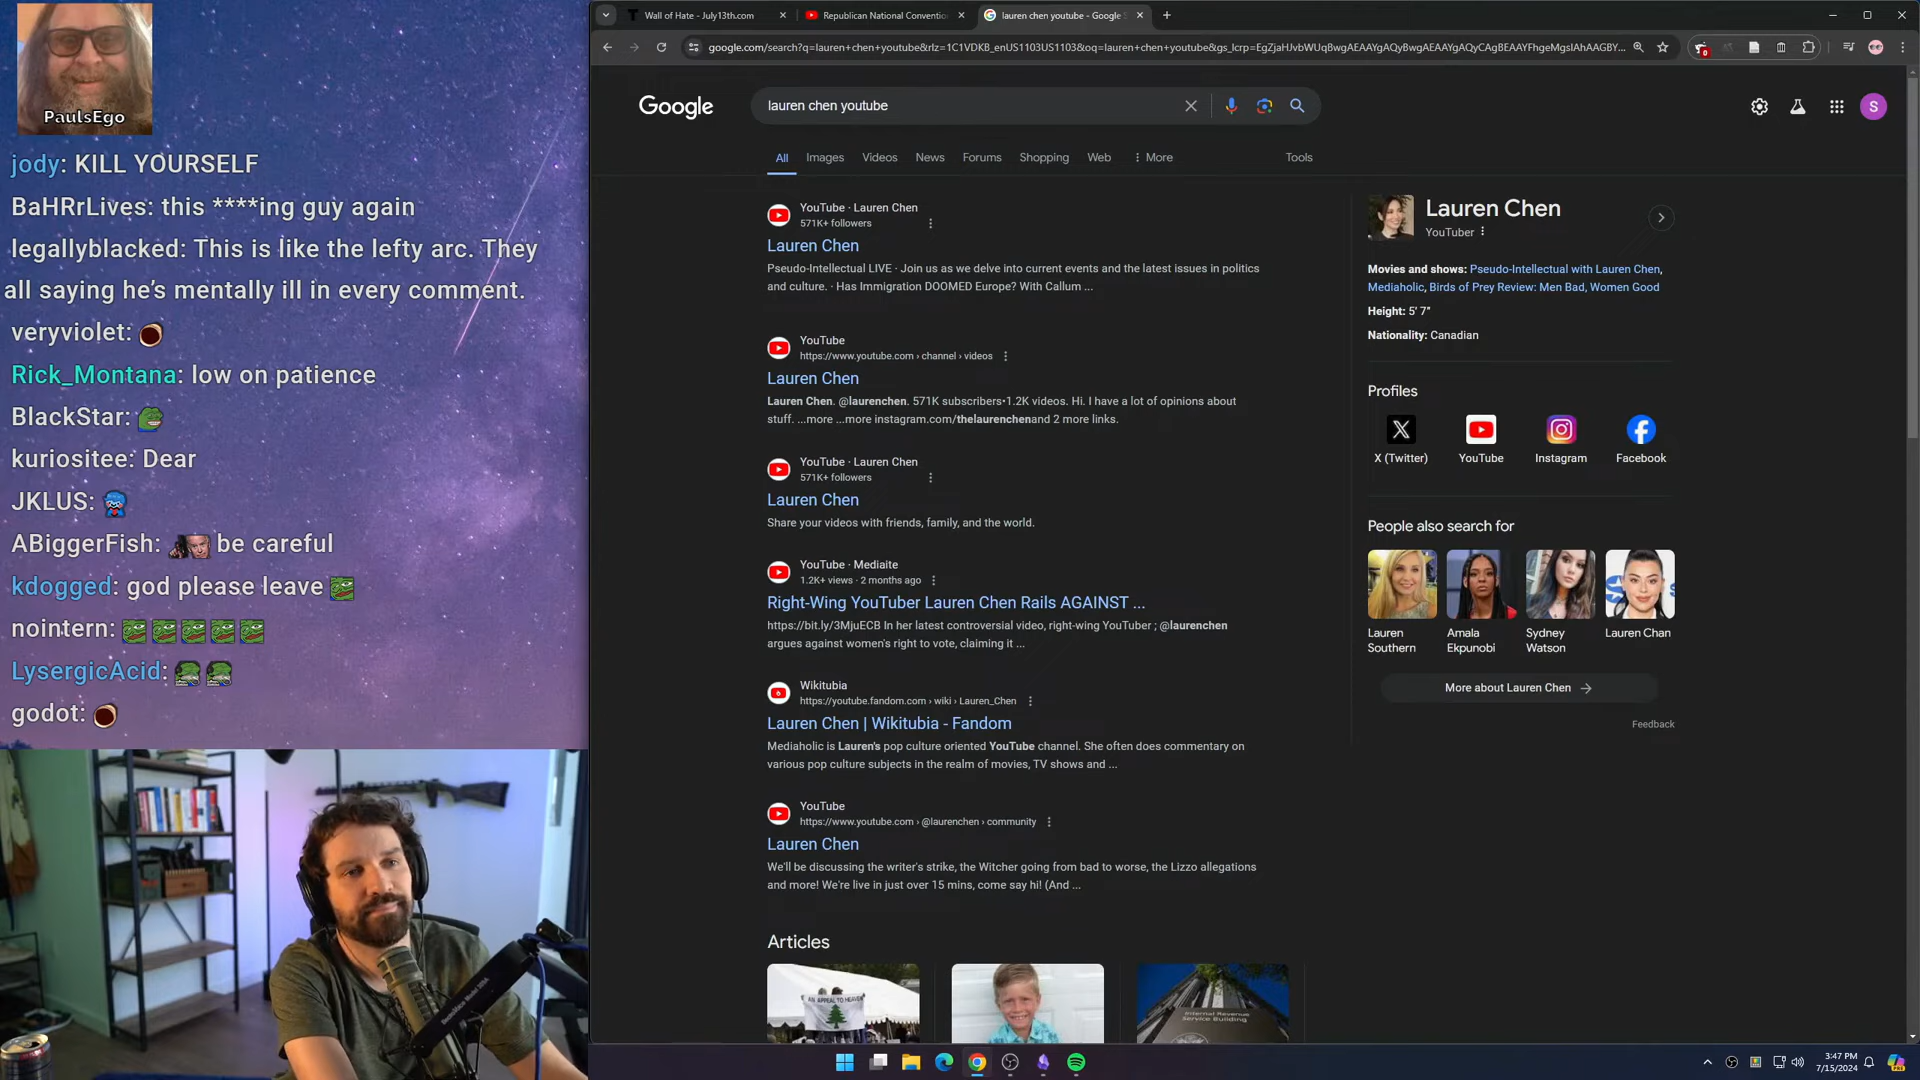 PaulsEgo
jody: KILL YOURSELF
BaHRrLives: this ****ing guy again
legallyblacked: This is like the lefty arc. They
all saying he's mentally ill in every comment.
veryviolet:
Rick_Montana: low on patience
BlackStar:
kuriositee: Dear
JKLUS:
ABiggerFish: be careful
kdogged: god please leave
nointern:
LysergicAcid:
godot:
Wall of Hate - July13th.com
Republican National Conventio
lauren chen youtube - Google S
google.com/search?q=lauren+chen+youtube&rlz=1C1VDKB_enUS1103US1103&oq=lauren+chen+youtube&gs_lcrp=EgZjaHJvbWUqBwgAEAAYgAQyBwgAEAAYgAQyCAgBEAAYFhgeMgsIAhAAGBY...
0
Google
lauren chen youtube
S
All
Images
Videos
News
Forums
Shopping
Web
More
Tools
YouTube · Lauren Chen
571K+ followers
Lauren Chen
Pseudo-Intellectual LIVE · Join us as we delve into current events and the latest issues in politics
and culture. · Has Immigration DOOMED Europe? With Callum ...
YouTube
https://www.youtube.com › channel › videos
Lauren Chen
Lauren Chen. @laurenchen. 571K subscribers•1.2K videos. Hi. I have a lot of opinions about
stuff. ...more ...more instagram.com/thelaurenchenand 2 more links.
YouTube · Lauren Chen
571K+ followers
Lauren Chen
Share your videos with friends, family, and the world.
YouTube · Mediaite
1.2K+ views · 2 months ago
Right-Wing YouTuber Lauren Chen Rails AGAINST ...
https://bit.ly/3MjuECB In her latest controversial video, right-wing YouTuber ; @laurenchen
argues against women's right to vote, claiming it ...
Wikitubia
https://youtube.fandom.com › wiki › Lauren_Chen
Lauren Chen | Wikitubia - Fandom
Mediaholic is Lauren's pop culture oriented YouTube channel. She often does commentary on
various pop culture subjects in the realm of movies, TV shows and ...
YouTube
https://www.youtube.com › @laurenchen › community
Lauren Chen
We'll be discussing the writer's strike, the Witcher going from bad to worse, the Lizzo allegations
and more! We're live in just over 15 mins, come say hi! (And ...
Articles
AN APPEAL TO HEAVEN
Internal Revenue
Service Building
Lauren Chen
YouTuber
Movies and shows: Pseudo-Intellectual with Lauren Chen,
Mediaholic, Birds of Prey Review: Men Bad, Women Good
Height: 5′ 7″
Nationality: Canadian
Profiles
X (Twitter)
YouTube
Instagram
Facebook
People also search for
Lauren
Southern
Amala
Ekpunobi
Sydney
Watson
Lauren Chan
More about Lauren Chen
Feedback
3:47 PM
7/15/2024